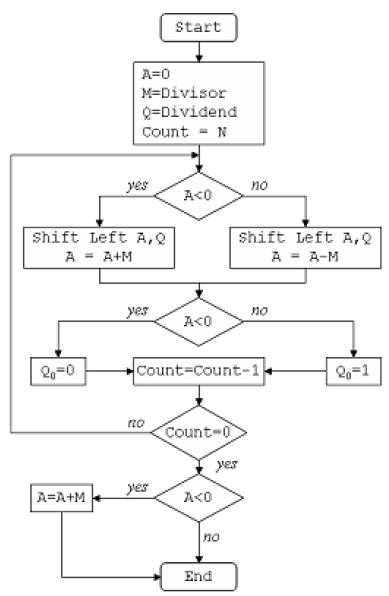 Start
A=0
M=Divisor
Q=Dividend
Count = N
yes
A<0
no
Shift Left A,Q
A = A+M
Shift Left A,Q
A = A-M
yes
A<0
no
Q₀=0
Count=Count-1
Q₀=1
no
Count=0
yes
A=A+M
yes
A<0
no
End